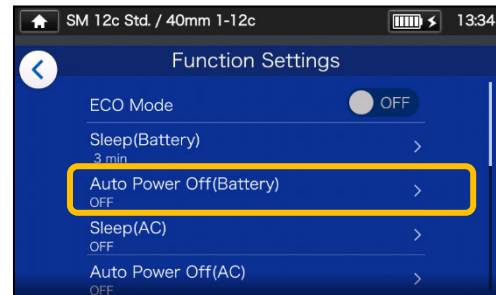 SM 12c Std. / 40mm 1-12c 13:34
Function Settings
ECO Mode OFF
Sleep(Battery)
3 min
Auto Power Off(Battery)
OFF
Sleep(AC)
OFF
Auto Power Off(AC)
OFF